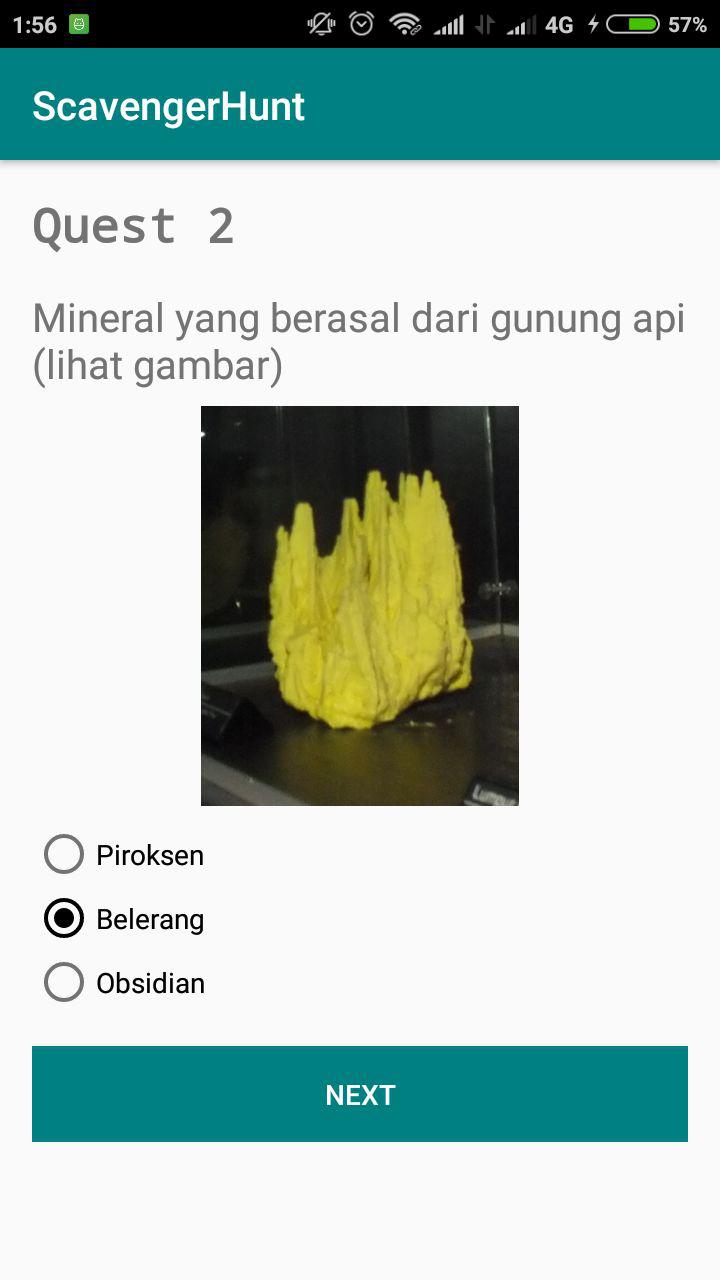 1:56 4G 57%
ScavengerHunt
Quest 2
Mineral yang berasal dari gunung api
(lihat gambar)
Piroksen
Belerang
Obsidian
NEXT